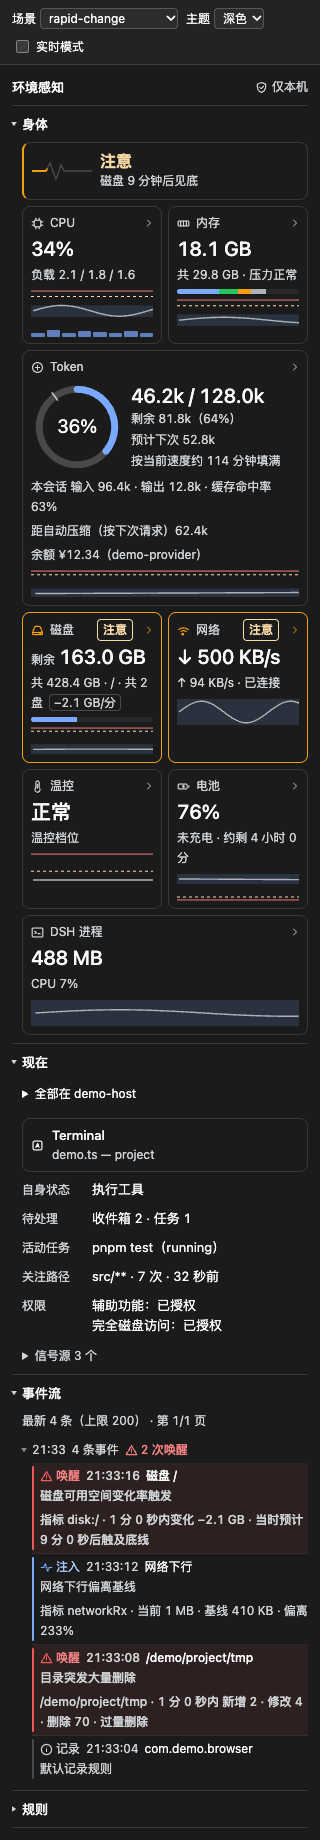 场景 rapid-change 主题 深色
实时模式
环境感知 仅本机
身体
注意
磁盘 9 分钟后见底
CPU
34%
负载 2.1 / 1.8 / 1.6
内存
18.1 GB
共 29.8 GB · 压力正常
Token
36%
46.2k / 128.0k
剩余 81.8k（64%）
预计下次 52.8k
按当前速度约 114 分钟填满
本会话 输入 96.4k · 输出 12.8k · 缓存命中率
63%
距自动压缩（按下次请求）62.4k
余额 ¥12.34（demo-provider）
磁盘 注意
剩余 163.0 GB
共 428.4 GB · / · 共 2
盘 −2.1 GB/分
网络 注意
↓ 500 KB/s
↑ 94 KB/s · 已连接
温控
正常
温控档位
电池
76%
未充电 · 约剩 4 小时 0
分
DSH 进程
488 MB
CPU 7%
现在
全部在 demo-host
Terminal
demo.ts — project
自身状态 执行工具
待处理 收件箱 2 · 任务 1
活动任务 pnpm test（running）
关注路径 src/** · 7 次 · 32 秒前
权限 辅助功能：已授权
完全磁盘访问：已授权
信号源 3 个
事件流
最新 4 条（上限 200） · 第 1/1 页
21:33 4 条事件 2 次唤醒
唤醒 21:33:16 磁盘 /
磁盘可用空间变化率触发
指标 disk:/ · 1 分 0 秒内变化 −2.1 GB · 当时预计
9 分 0 秒后触及底线
注入 21:33:12 网络下行
网络下行偏离基线
指标 networkRx · 当前 1 MB · 基线 410 KB · 偏离
233%
唤醒 21:33:08 /demo/project/tmp
目录突发大量删除
/demo/project/tmp · 1 分 0 秒内 新增 2 · 修改 4
· 删除 70 · 过量删除
记录 21:33:04 com.demo.browser
默认记录规则
规则